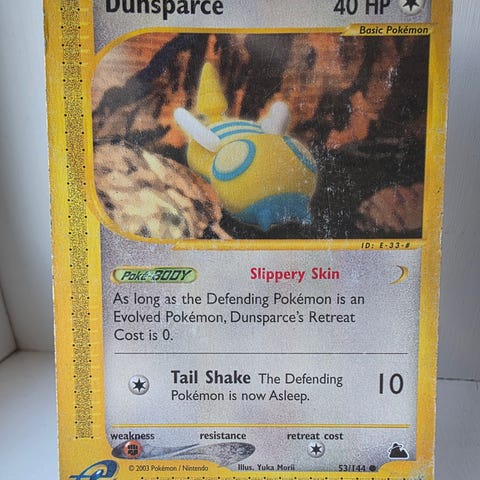 Dunsparce 40 HP
Basic Pokémon
ID: E-33-#
Poké-BODY Slippery Skin
As long as the Defending Pokémon is an
Evolved Pokémon, Dunsparce's Retreat
Cost is 0.
Tail Shake The Defending 10
Pokémon is now Asleep.
weakness resistance retreat cost
© 2003 Pokémon / Nintendo Illus. Yuka Morii 53/144
e